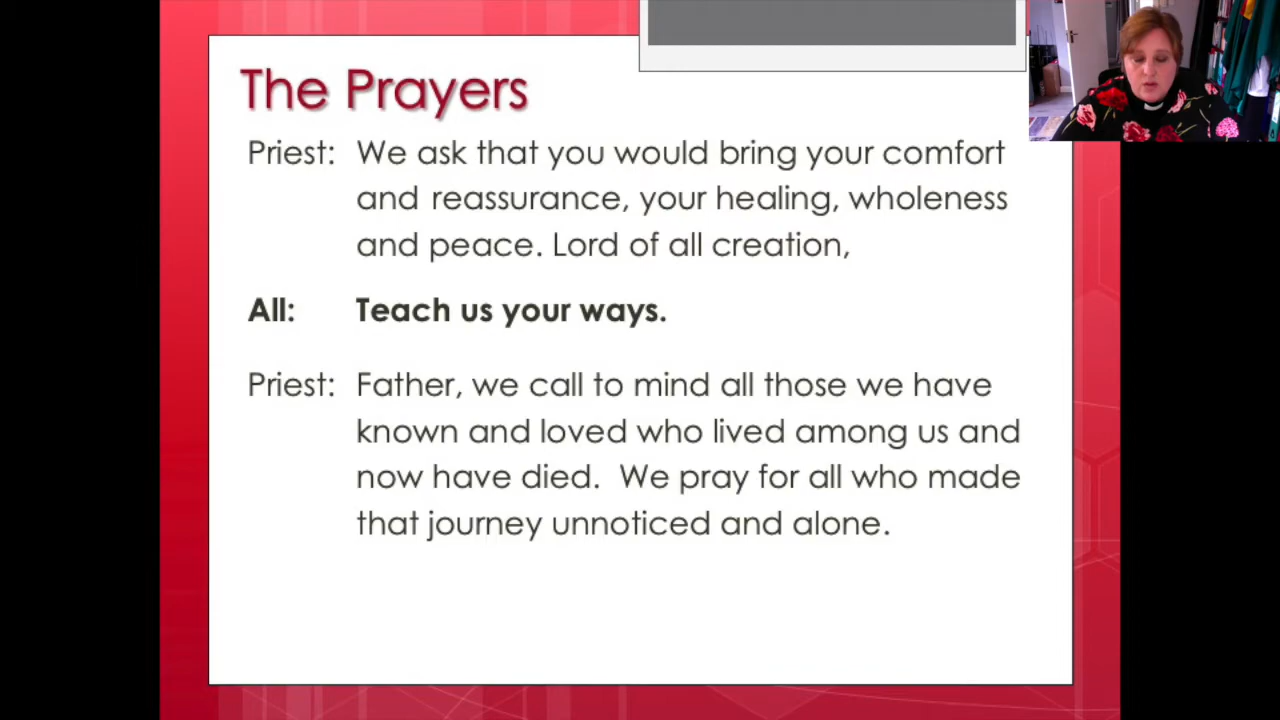 The Prayers
Priest: We ask that you would bring your comfort
and reassurance, your healing, wholeness
and peace. Lord of all creation,
All: Teach us your ways.
Priest: Father, we call to mind all those we have
known and loved who lived among us and
now have died. We pray for all who made
that journey unnoticed and alone.